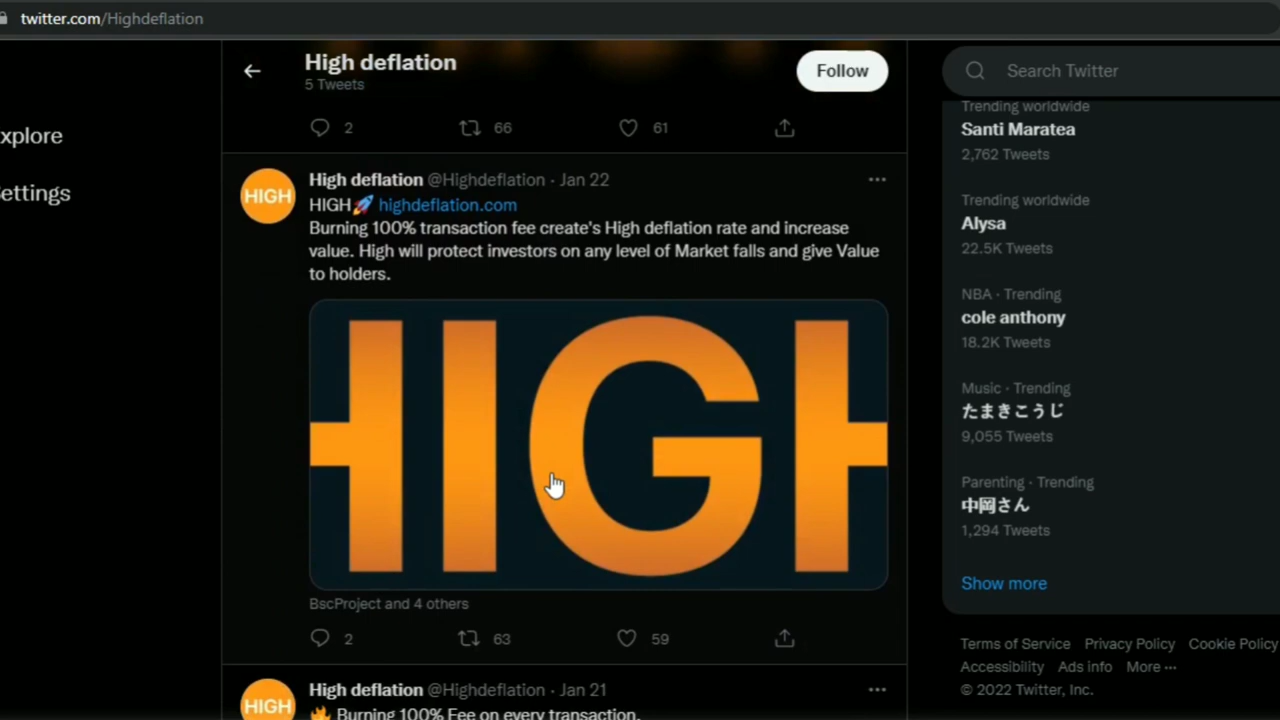 twitter.com/Highdeflation
High deflation
5 Tweets
Follow
Search Twitter
xplore
ettings
2 66 61
High deflation @Highdeflation · Jan 22
HIGH
HIGH🚀 highdeflation.com
Burning 100% transaction fee create's High deflation rate and increase
value. High will protect investors on any level of Market falls and give Value
to holders.
HIGH
BscProject and 4 others
2 63 59
High deflation @Highdeflation · Jan 21
HIGH
🔥 Burning 100% Fee on every transaction.
Trending worldwide
Santi Maratea
2,762 Tweets
Trending worldwide
Alysa
22.5K Tweets
NBA · Trending
cole anthony
18.2K Tweets
Music · Trending
たまきこうじ
9,055 Tweets
Parenting · Trending
中岡さん
1,294 Tweets
Show more
Terms of Service Privacy Policy Cookie Policy
Accessibility Ads info More ···
© 2022 Twitter, Inc.